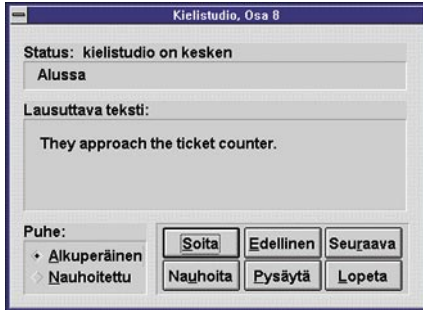 Kielistudio, Osa 8
Status: kielistudio on kesken
Alussa
Lausuttava teksti:
They approach the ticket counter.
Puhe:
Alkuperäinen
Nauhoitettu
Soita Edellinen Seuraava
Nauhoita Pysäytä Lopeta